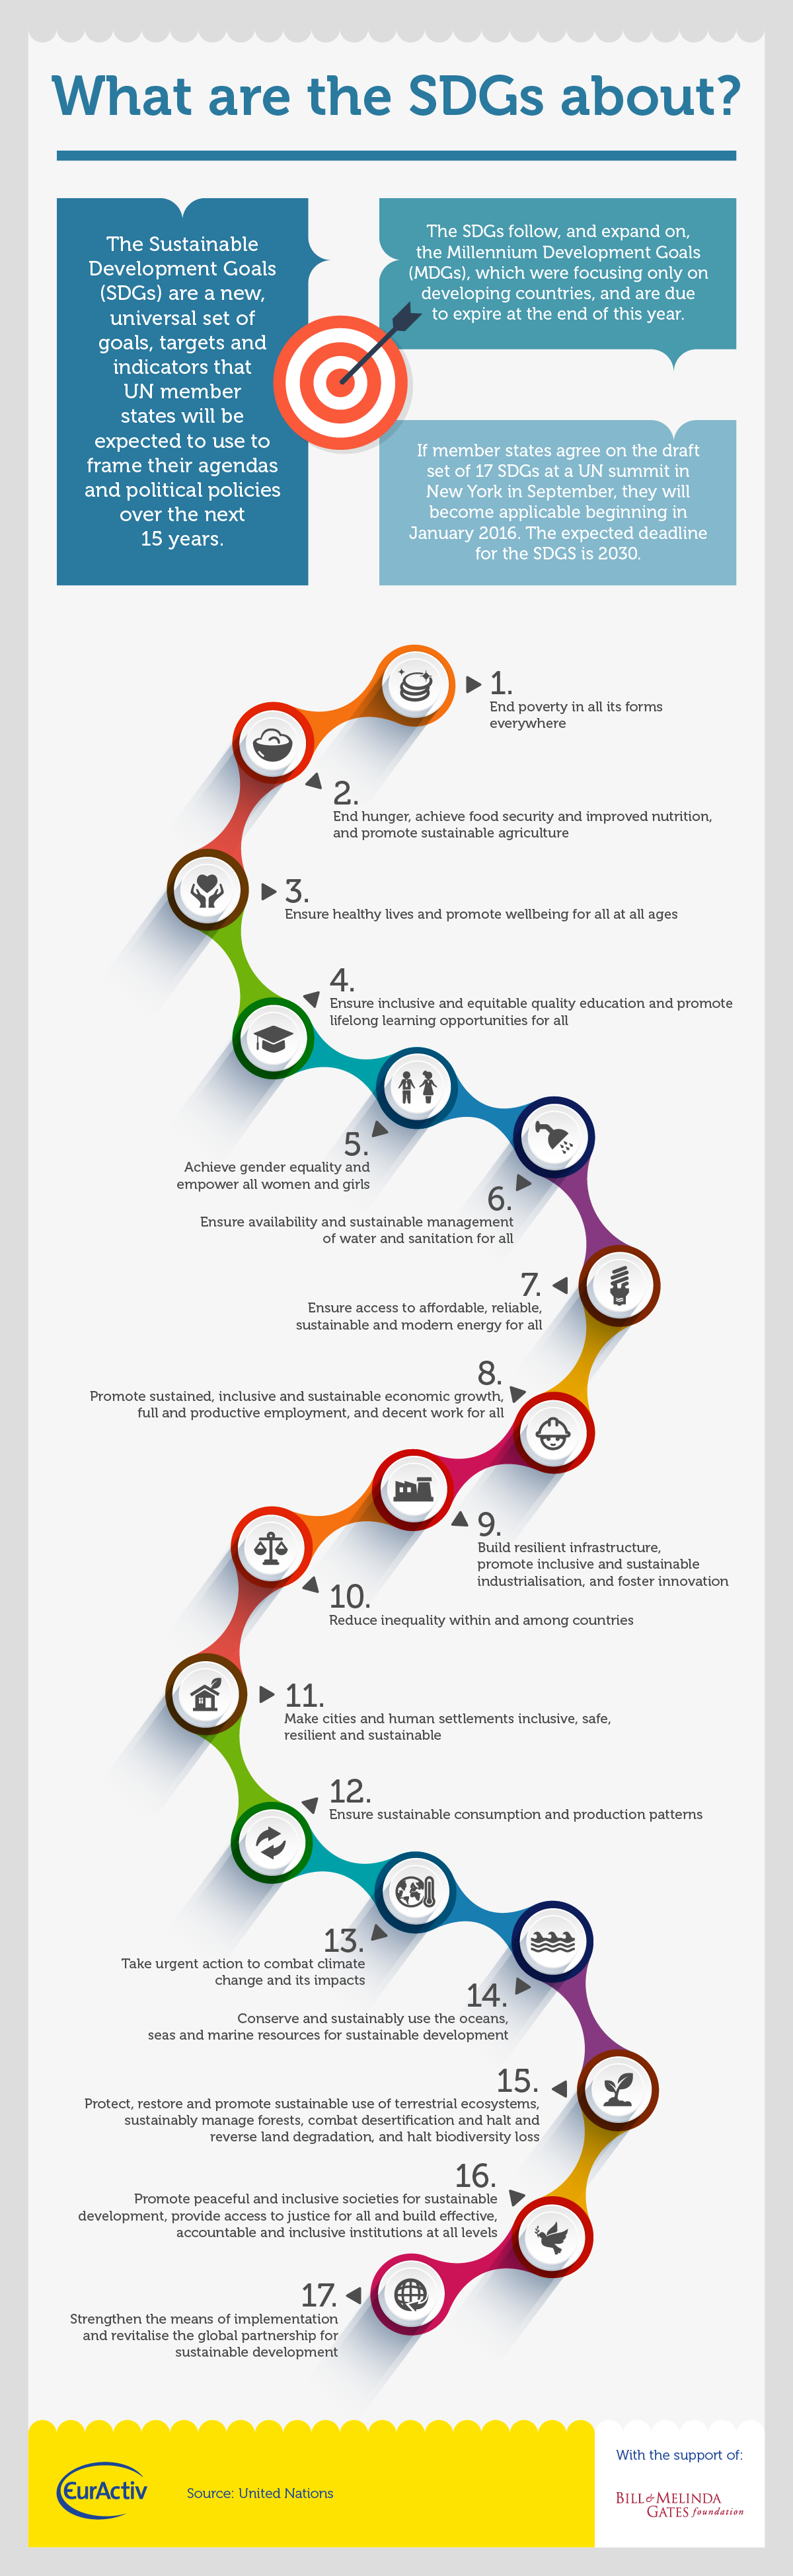 What are the SDGs about?
The Sustainable
Development Goals
(SDGs) are a new,
universal set of
goals, targets and
indicators that
UN member
states will be
expected to use to
frame their agendas
and political policies
over the next
15 years.
The SDGs follow, and expand on,
the Millennium Development Goals
(MDGs), which were focusing only on
developing countries, and are due
to expire at the end of this year.
If member states agree on the draft
set of 17 SDGs at a UN summit in
New York in September, they will
become applicable beginning in
January 2016. The expected deadline
for the SDGS is 2030.
1.
End poverty in all its forms
everywhere
2.
End hunger, achieve food security and improved nutrition,
and promote sustainable agriculture
3.
Ensure healthy lives and promote wellbeing for all at all ages
4.
Ensure inclusive and equitable quality education and promote
lifelong learning opportunities for all
5.
Achieve gender equality and
empower all women and girls
6.
Ensure availability and sustainable management
of water and sanitation for all
7.
Ensure access to affordable, reliable,
sustainable and modern energy for all
8.
Promote sustained, inclusive and sustainable economic growth,
full and productive employment, and decent work for all
9.
Build resilient infrastructure,
promote inclusive and sustainable
industrialisation, and foster innovation
10.
Reduce inequality within and among countries
11.
Make cities and human settlements inclusive, safe,
resilient and sustainable
12.
Ensure sustainable consumption and production patterns
13.
Take urgent action to combat climate
change and its impacts
14.
Conserve and sustainably use the oceans,
seas and marine resources for sustainable development
15.
Protect, restore and promote sustainable use of terrestrial ecosystems,
sustainably manage forests, combat desertification and halt and
reverse land degradation, and halt biodiversity loss
16.
Promote peaceful and inclusive societies for sustainable
development, provide access to justice for all and build effective,
accountable and inclusive institutions at all levels
17.
Strengthen the means of implementation
and revitalise the global partnership for
sustainable development
EurActiv
Source: United Nations
With the support of:
BILL & MELINDA
GATES foundation